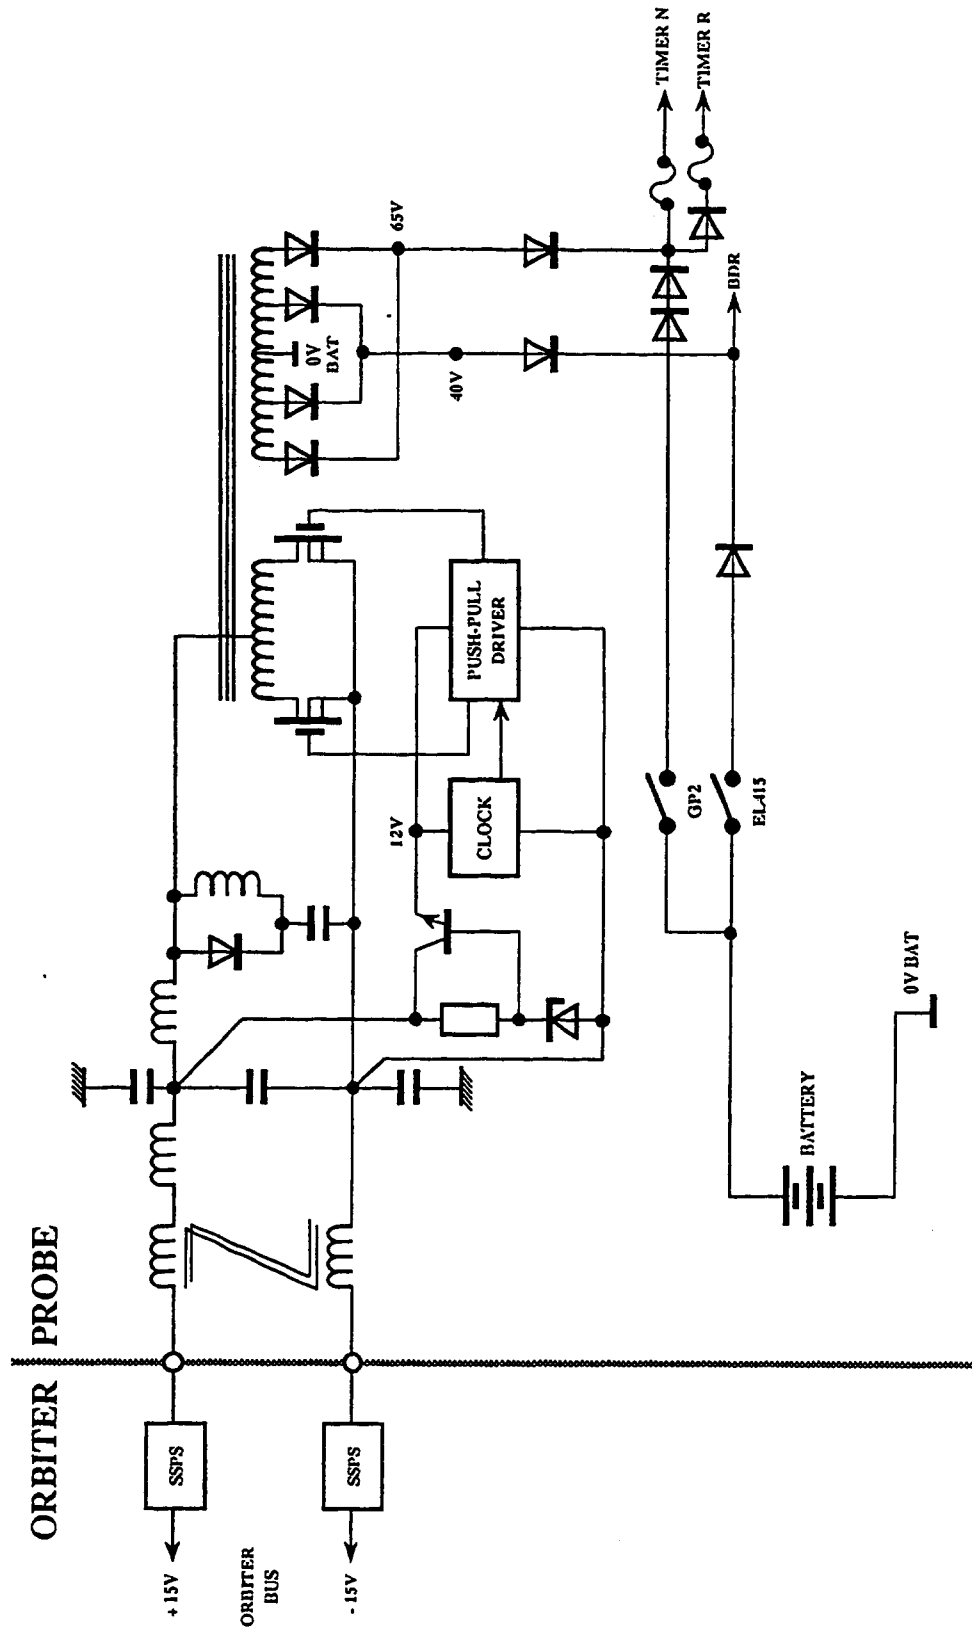 ORBITER PROBE
+15V
SSPS
ORBITER
BUS
-15V
SSPS
0V
BAT
65V
40V
12V
CLOCK
PUSH-PULL
DRIVER
TIMER N
TIMER R
BDR
GP2
EL415
BATTERY
0V BAT